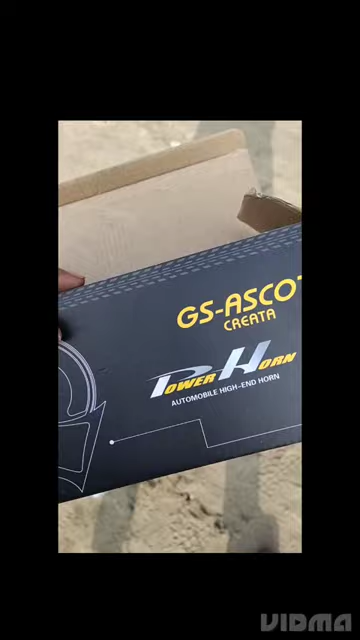 GS-ASCOT
CREATA
POWER HORN
AUTOMOBILE HIGH-END HORN
VIDMA